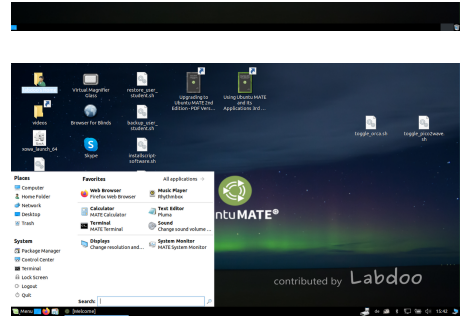 Virtual Magnifier
Glass
restore_user_
student.sh
Upgrading to
Ubuntu MATE 2nd
Edition - PDF Vers...
Using Ubuntu MATE
and its
Applications 3rd ...
videos
Browser for Blinds
backup_user_
student.sh
toggle_orca.sh
toggle_pico2wave.
sh
xowa_launch_64
Skype
installscript-
software.sh
Places
Favorites
All applications
Computer
Home Folder
Network
Desktop
Trash
Web Browser
Firefox Web Browser
Music Player
Rhythmbox
Calculator
MATE Calculator
Text Editor
Pluma
Terminal
MATE Terminal
Sound
Change sound volume ...
Displays
Change resolution and...
System Monitor
MATE System Monitor
System
Package Manager
Control Center
Terminal
Lock Screen
Logout
Quit
Search:
ntuMATE®
contributed by Labdoo
Menu
[Welcome]
de
15:42